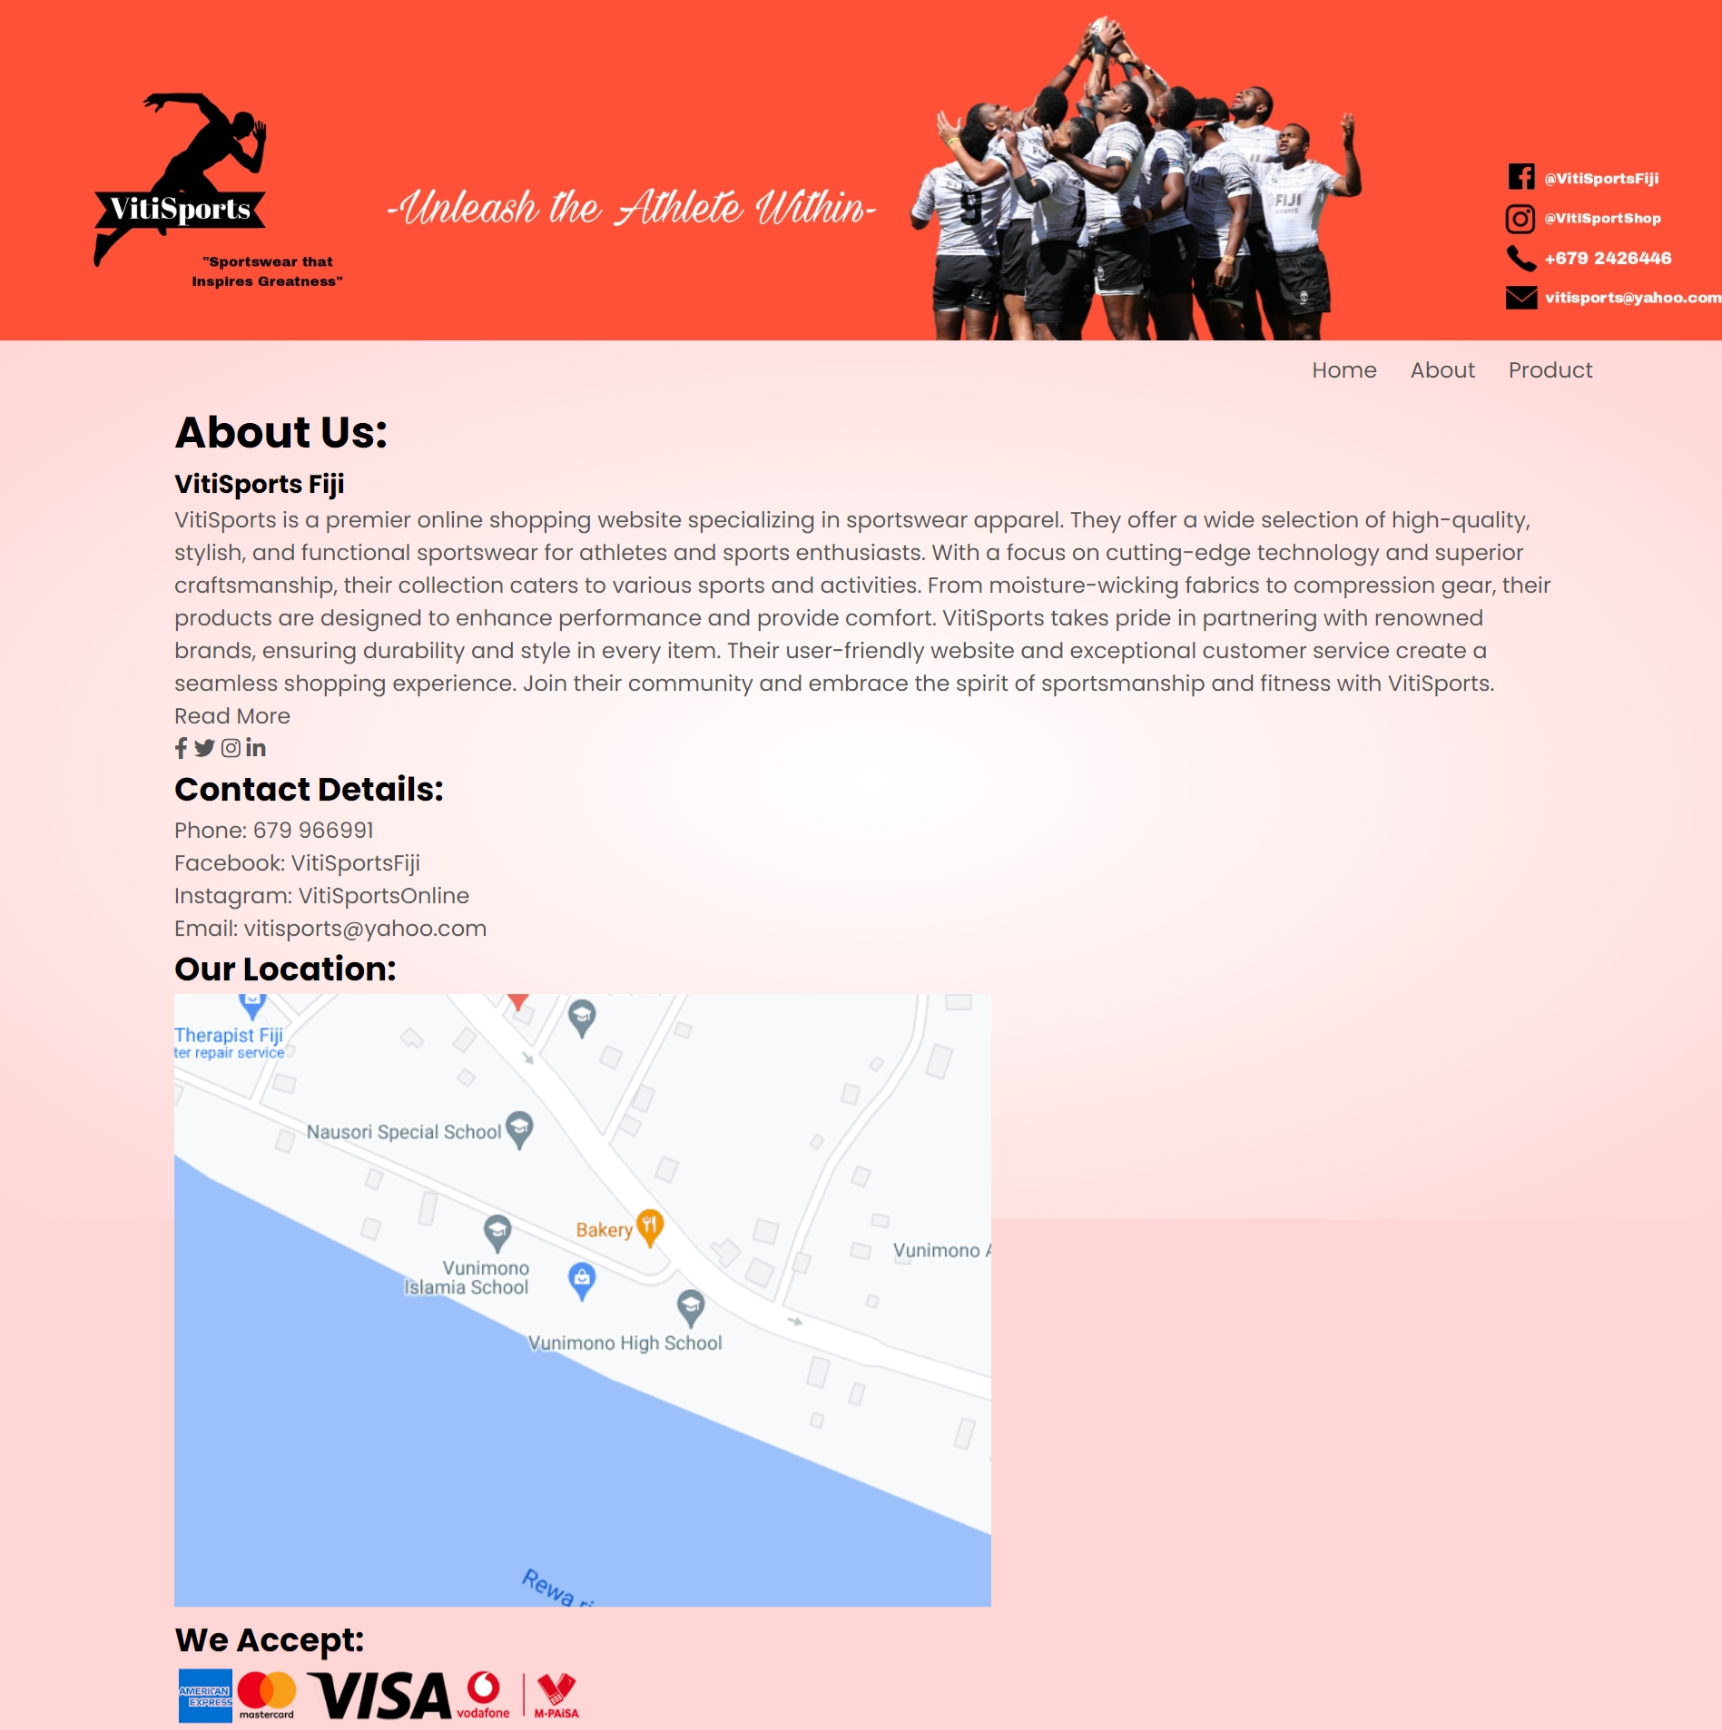 VitiSports
"Sportswear that
Inspires Greatness"
-Unleash the Athlete Within-
9
FIJI
@VitiSportsFiji
@VitiSportShop
+679 2426446
vitisports@yahoo.com
Home About Product
About Us:
VitiSports Fiji
VitiSports is a premier online shopping website specializing in sportswear apparel. They offer a wide selection of high-quality,
stylish, and functional sportswear for athletes and sports enthusiasts. With a focus on cutting-edge technology and superior
craftsmanship, their collection caters to various sports and activities. From moisture-wicking fabrics to compression gear, their
products are designed to enhance performance and provide comfort. VitiSports takes pride in partnering with renowned
brands, ensuring durability and style in every item. Their user-friendly website and exceptional customer service create a
seamless shopping experience. Join their community and embrace the spirit of sportsmanship and fitness with VitiSports.
Read More
Contact Details:
Phone: 679 966991
Facebook: VitiSportsFiji
Instagram: VitiSportsOnline
Email: vitisports@yahoo.com
Our Location:
Therapist Fiji
ter repair service
Nausori Special School
Bakery
Vunimono A
Vunimono
Islamia School
Vunimono High School
Rewa ri
We Accept:
AMERICAN
EXPRESS
mastercard
VISA
vodafone
M-PAiSA